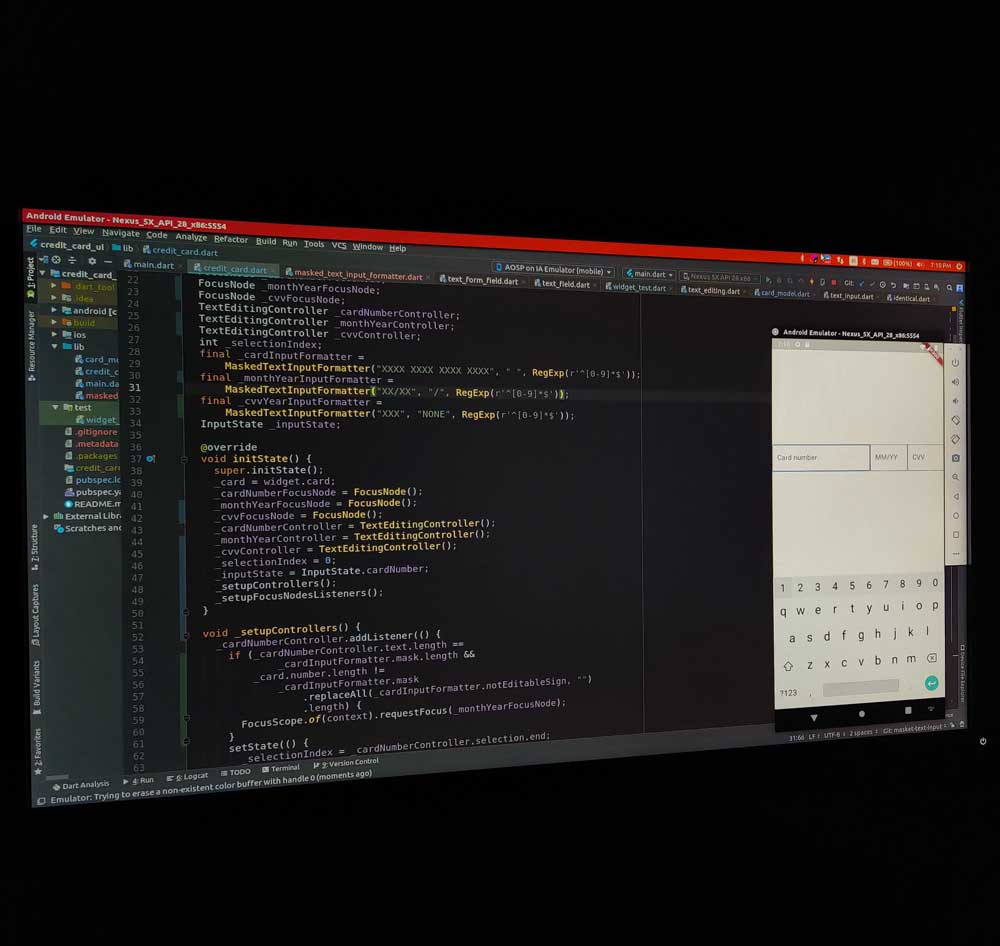 Android Emulator - Nexus_5X_API_28_x86:5554
File Edit View Navigate Code Analyze Refactor Build Run Tools VCS Window Help
7:15 PM
credit_card_ui lib credit_card.dart
AOSP on IA Emulator (mobile) main.dart Nexus 5X API 28 x86 Git:
1: Project
main.dart credit_card.dart masked_text_input_formatter.dart text_form_field.dart text_field.dart widget_test.dart text_editing.dart card_model.dart text_input.dart identical.dart
credit_card_
.dart_tool
.idea
android [c
build
ios
lib
card_mo
credit_c
main.da
masked
test
widget_
.gitignore
.metadata
.packages
credit_car
pubspec.lo
pubspec.ya
README.m
External Libra
Scratches and
Resource Manager
Z: Structure
Layout Captures
Build Variants
2: Favorites
22
23 FocusNode _monthYearFocusNode;
24 FocusNode _cvvFocusNode;
25 TextEditingController _cardNumberController;
26 TextEditingController _monthYearController;
26 TextEditingController _cvvController;
27 int _selectionIndex;
28 final _cardInputFormatter =
29 MaskedTextInputFormatter("XXXX XXXX XXXX XXXX", " ", RegExp(r'^[0-9]*$'));
30 final _monthYearInputFormatter =
31 MaskedTextInputFormatter("XX/XX", "/", RegExp(r'^[0-9]*$'));
32 final _cvvYearInputFormatter =
33 MaskedTextInputFormatter("XXX", "NONE", RegExp(r'^[0-9]*$'));
34 InputState _inputState;
35
36 @override
37 void initState() {
38 super.initState();
39 _card = widget.card;
40 _cardNumberFocusNode = FocusNode();
41 _monthYearFocusNode = FocusNode();
42 _cvvFocusNode = FocusNode();
43 _cardNumberController = TextEditingController();
44 _monthYearController = TextEditingController();
45 _cvvController = TextEditingController();
46 _selectionIndex = 0;
47 _inputState = InputState.cardNumber;
48 _setupControllers();
49 _setupFocusNodesListeners();
50 }
51
52 void _setupControllers() {
53 _cardNumberController.addListener(() {
54 if (_cardNumberController.text.length ==
55 _cardInputFormatter.mask.length &&
56 _card.number.length !=
57 _cardInputFormatter.mask
58 .replaceAll(_cardInputFormatter.notEditableSign, "")
59 .length) {
60 FocusScope.of(context).requestFocus(_monthYearFocusNode);
61 }
62 setState(() {
63 _selectionIndex = _cardNumberController.selection.end;
Android Emulator - Nexus_5X_API_28_x86:5554
Card number MM/YY CVV
1 2 3 4 5 6 7 8 9 0
q w e r t y u i o p
a s d f g h j k l
z x c v b n m
?123 , .
Device File Explorer
Dart Analysis 4: Run 6: Logcat TODO Terminal 9: Version Control
Emulator: Trying to erase a non-existent color buffer with handle 0 (moments ago)
31:66 LF UTF-8 2 spaces Git: masket-text-input